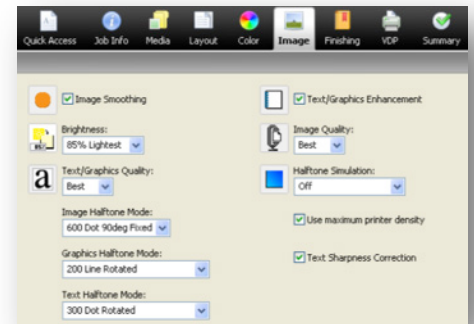 Quick Access Job Info Media Layout Color Image Finishing VDP Summary
Image Smoothing
Text/Graphics Enhancement
Brightness:
85% Lightest
Image Quality:
Best
a
Text/Graphics Quality:
Best
Halftone Simulation:
Off
Image Halftone Mode:
600 Dot 90deg Fixed
Use maximum printer density
Graphics Halftone Mode:
200 Line Rotated
Text Sharpness Correction
Text Halftone Mode:
300 Dot Rotated